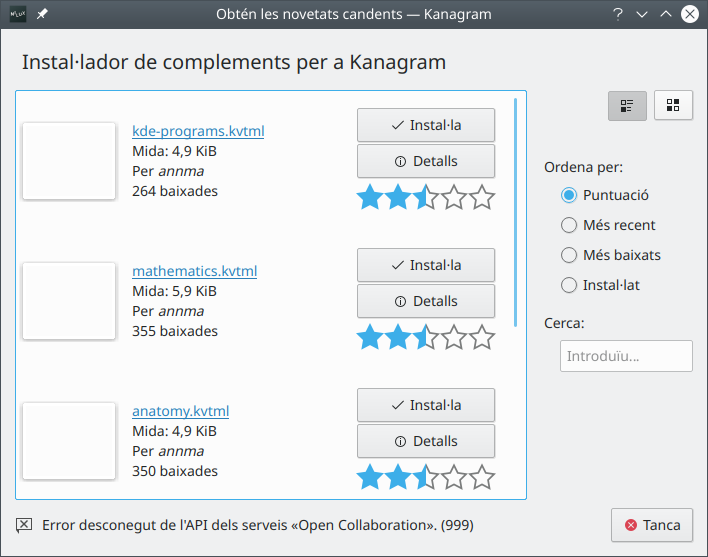 Obtén les novetats candents — Kanagram
Instal·lador de complements per a Kanagram
kde-programs.kvtml
Mida: 4,9 KiB
Per annma
264 baixades
Instal·la
Detalls
mathematics.kvtml
Mida: 5,9 KiB
Per annma
355 baixades
Instal·la
Detalls
anatomy.kvtml
Mida: 4,9 KiB
Per annma
350 baixades
Instal·la
Detalls
Ordena per:
Puntuació
Més recent
Més baixats
Instal·lat
Cerca:
Introduïu...
Error desconegut de l'API dels serveis «Open Collaboration». (999)
Tanca